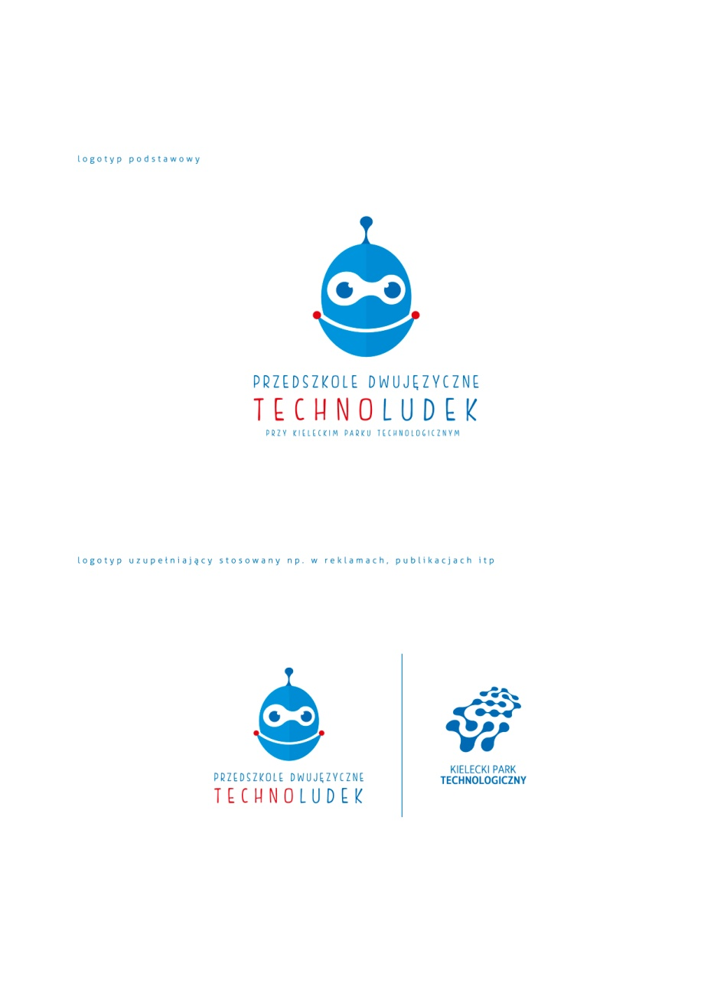 logotyp podstawowy
PRZEDSZKOLE DWUJĘZYCZNE
TECHNOLUDEK
PRZY KIELECKIM PARKU TECHNOLOGICZNYM
logotyp uzupełniający stosowany np. w reklamach, publikacjach itp
PRZEDSZKOLE DWUJĘZYCZNE
TECHNOLUDEK
KIELECKI PARK
TECHNOLOGICZNY